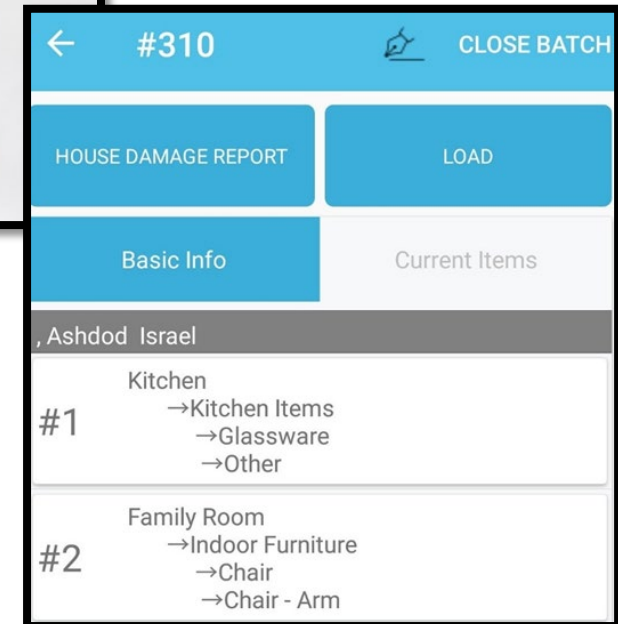 ← #310 CLOSE BATCH
HOUSE DAMAGE REPORT LOAD
Basic Info Current Items
, Ashdod Israel
#1
Kitchen
→Kitchen Items
→Glassware
→Other
#2
Family Room
→Indoor Furniture
→Chair
→Chair - Arm